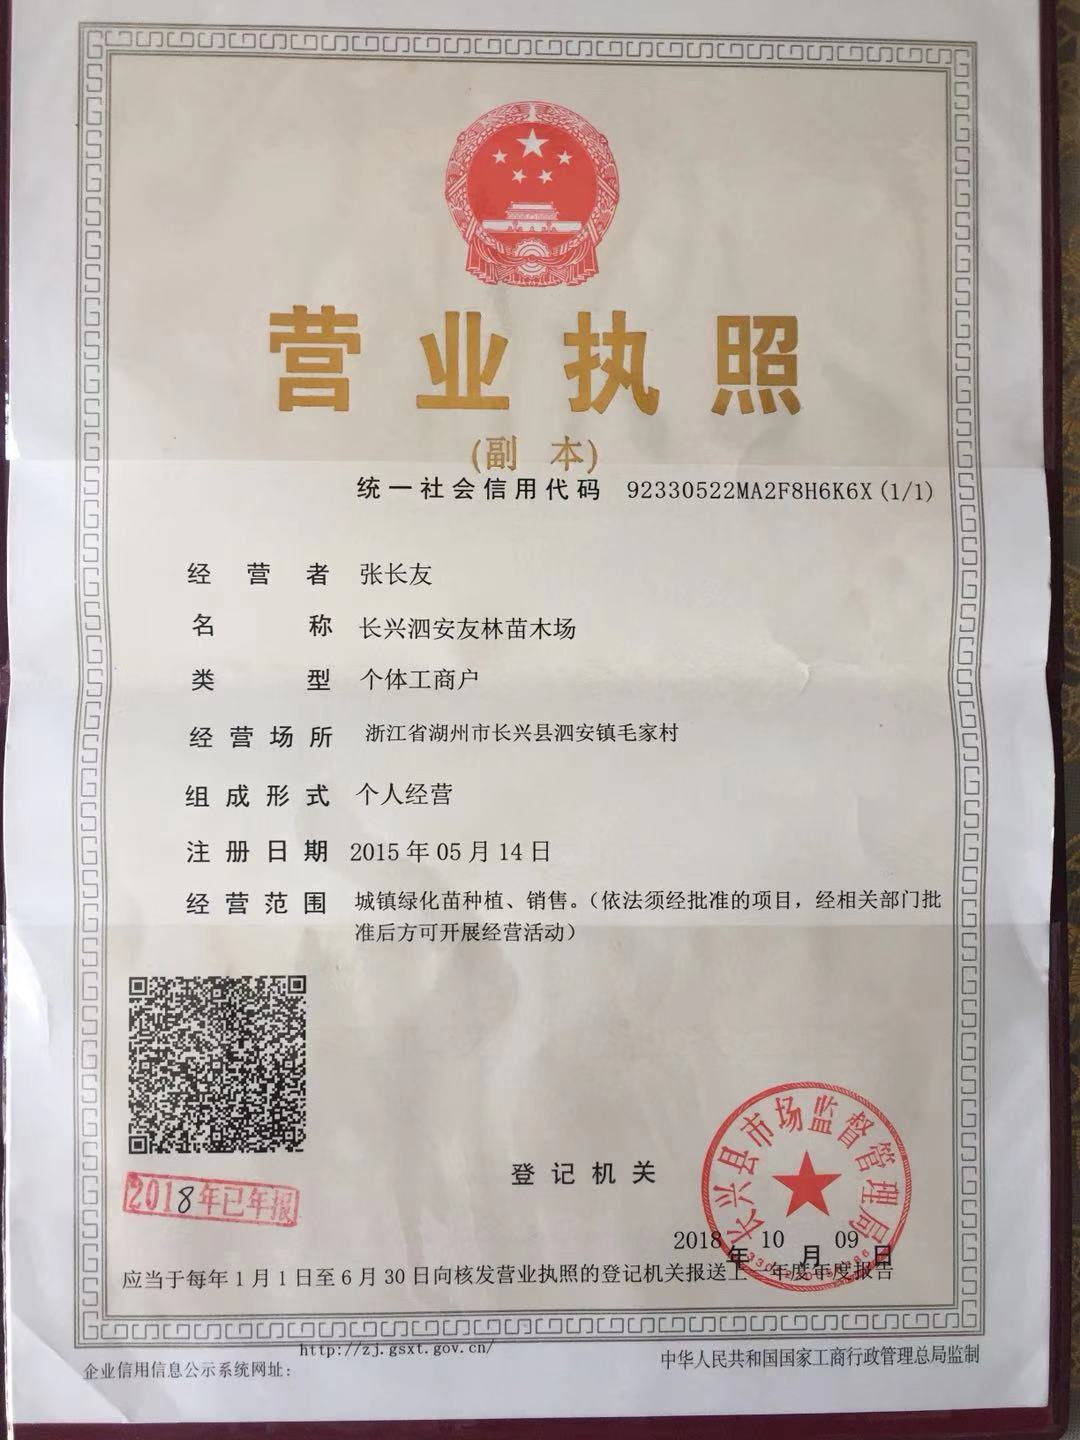 营业执照
(副 本)
统一社会信用代码 92330522MA2F8H6K6X(1/1)
经营者 张长友
名称 长兴泗安友林苗木场
类型 个体工商户
经营场所 浙江省湖州市长兴县泗安镇毛家村
组成形式 个人经营
注册日期 2015年05月14日
经营范围 城镇绿化苗种植、销售。（依法须经批准的项目，经相关部门批
准后方可开展经营活动）
2018年已年报
登记机关
长兴县市场监督管理局
2018年10月09日
应当于每年1月1日至6月30日向核发营业执照的登记机关报送上一年度年度报告
http://zj.gsxt.gov.cn/
企业信用信息公示系统网址：
中华人民共和国国家工商行政管理总局监制